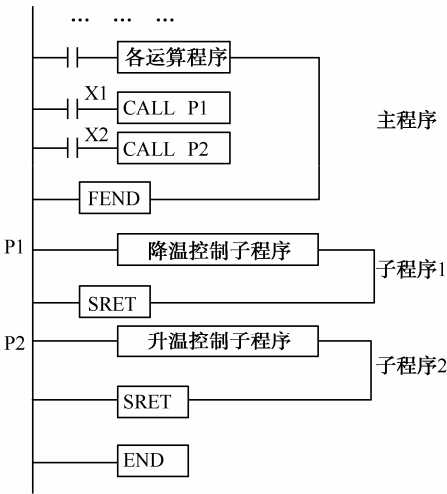 … … …
各运算程序
X1
CALL P1
主程序
X2
CALL P2
FEND
P1
降温控制子程序
子程序1
SRET
P2
升温控制子程序
子程序2
SRET
END